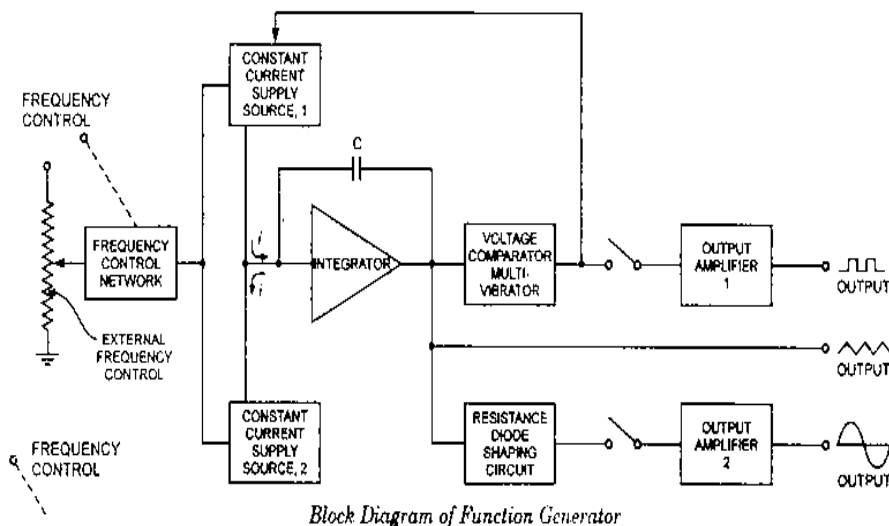 CONSTANT
CURRENT
SUPPLY
SOURCE, 1
FREQUENCY
CONTROL
C
FREQUENCY
CONTROL
NETWORK
i
i
INTEGRATOR
VOLTAGE
COMPARATOR
MULTI-
VIBRATOR
OUTPUT
AMPLIFIER
1
OUTPUT
EXTERNAL
FREQUENCY
CONTROL
OUTPUT
CONSTANT
CURRENT
SUPPLY
SOURCE, 2
RESISTANCE
DIODE
SHAPING
CIRCUIT
OUTPUT
AMPLIFIER
2
OUTPUT
FREQUENCY
CONTROL
Block Diagram of Function Generator